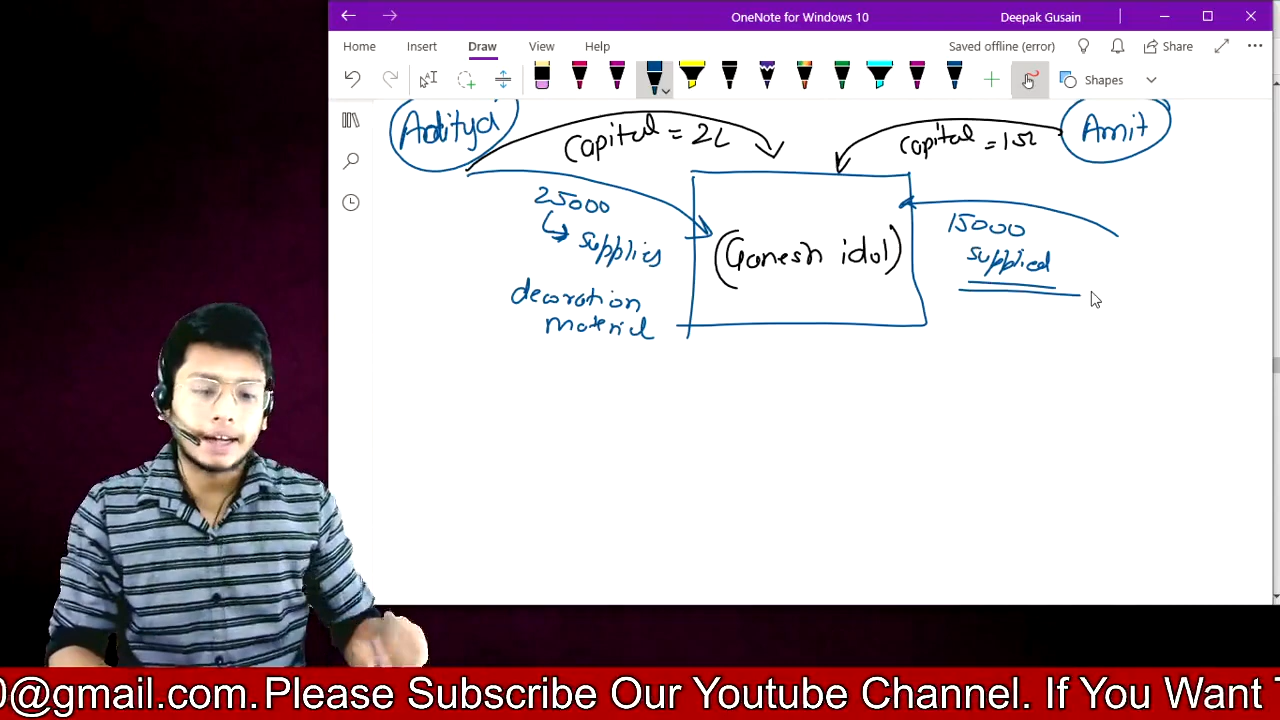 OneNote for Windows 10
Deepak Gusain
Home Insert Draw View Help
Saved offline (error)
Share
Shapes
Aditya
Capital = 2L
Capital = 1.5L
Amit
25000
supplies
decoration
material
(Ganesh idol)
15000
supplied
0@gmail.com.Please Subscribe Our Youtube Channel. If You Want T